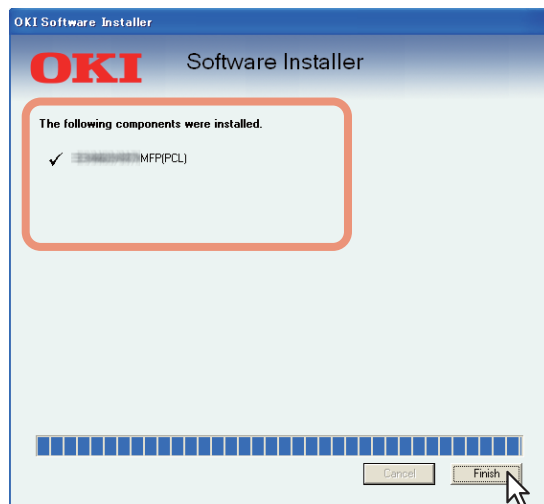 OKI Software Installer
OKI Software Installer
The following components were installed.
MFP(PCL)
Cancel Finish